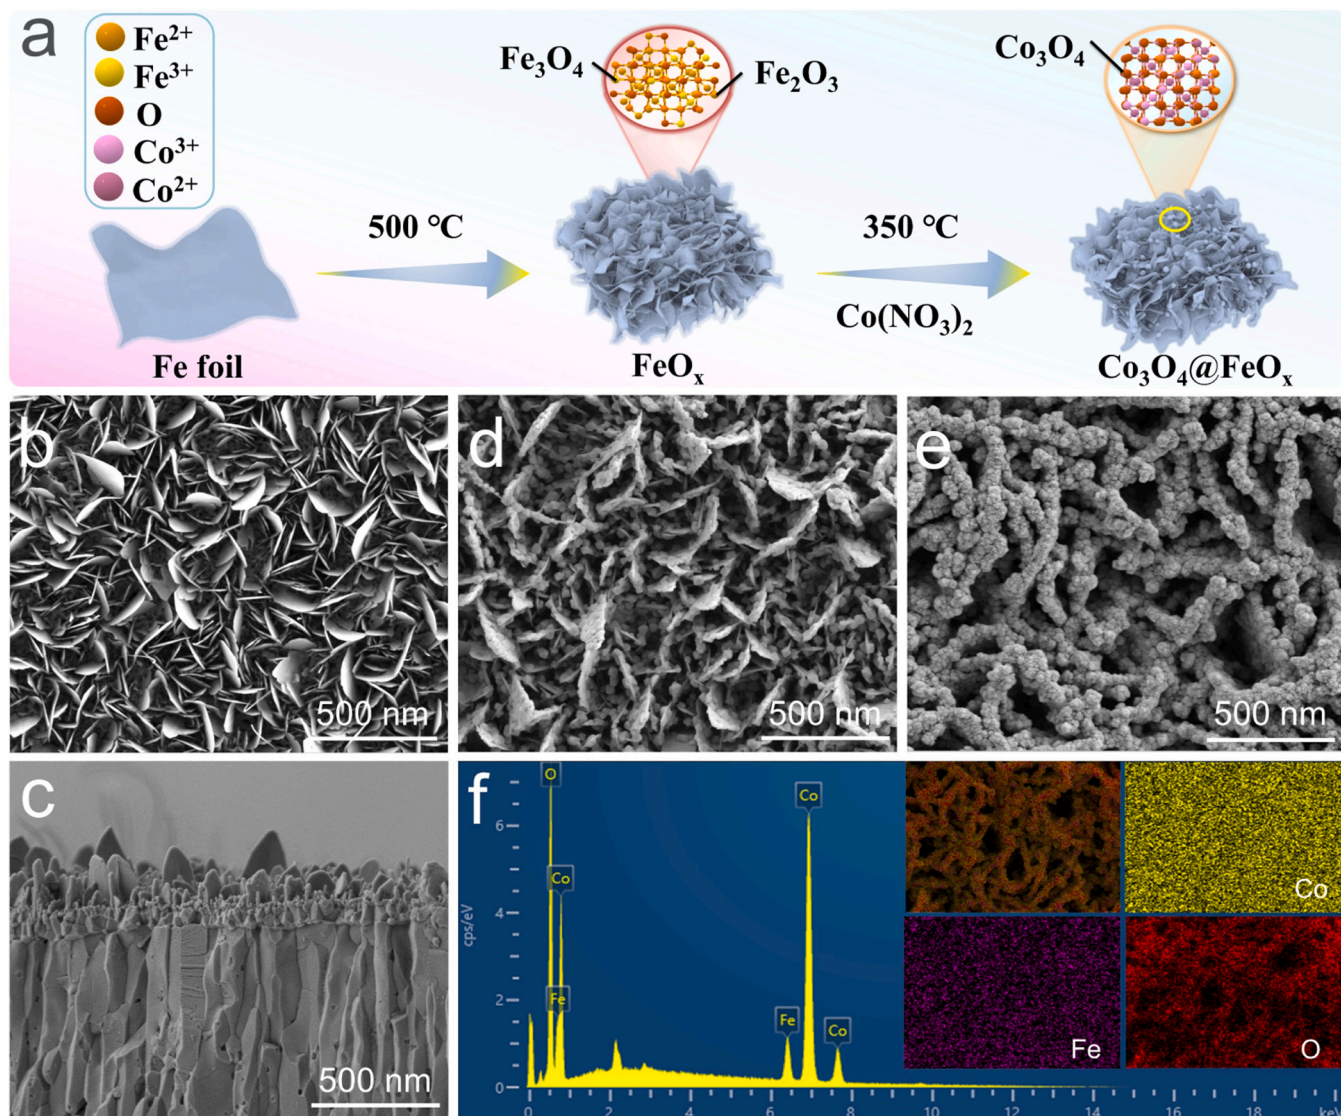 a
Fe²⁺
Fe³⁺
O
Co³⁺
Co²⁺
Fe₃O₄
Fe₂O₃
Co₃O₄
500 °C
350 °C
Co(NO₃)₂
Fe foil
FeOₓ
Co₃O₄@FeOₓ
b
500 nm
d
500 nm
e
500 nm
c
500 nm
f
cps/eV
6
4
2
0
O
Co
Fe
Co
Fe
Co
0 2 4 6 8 10 12 14 16 18
Co
Fe
O